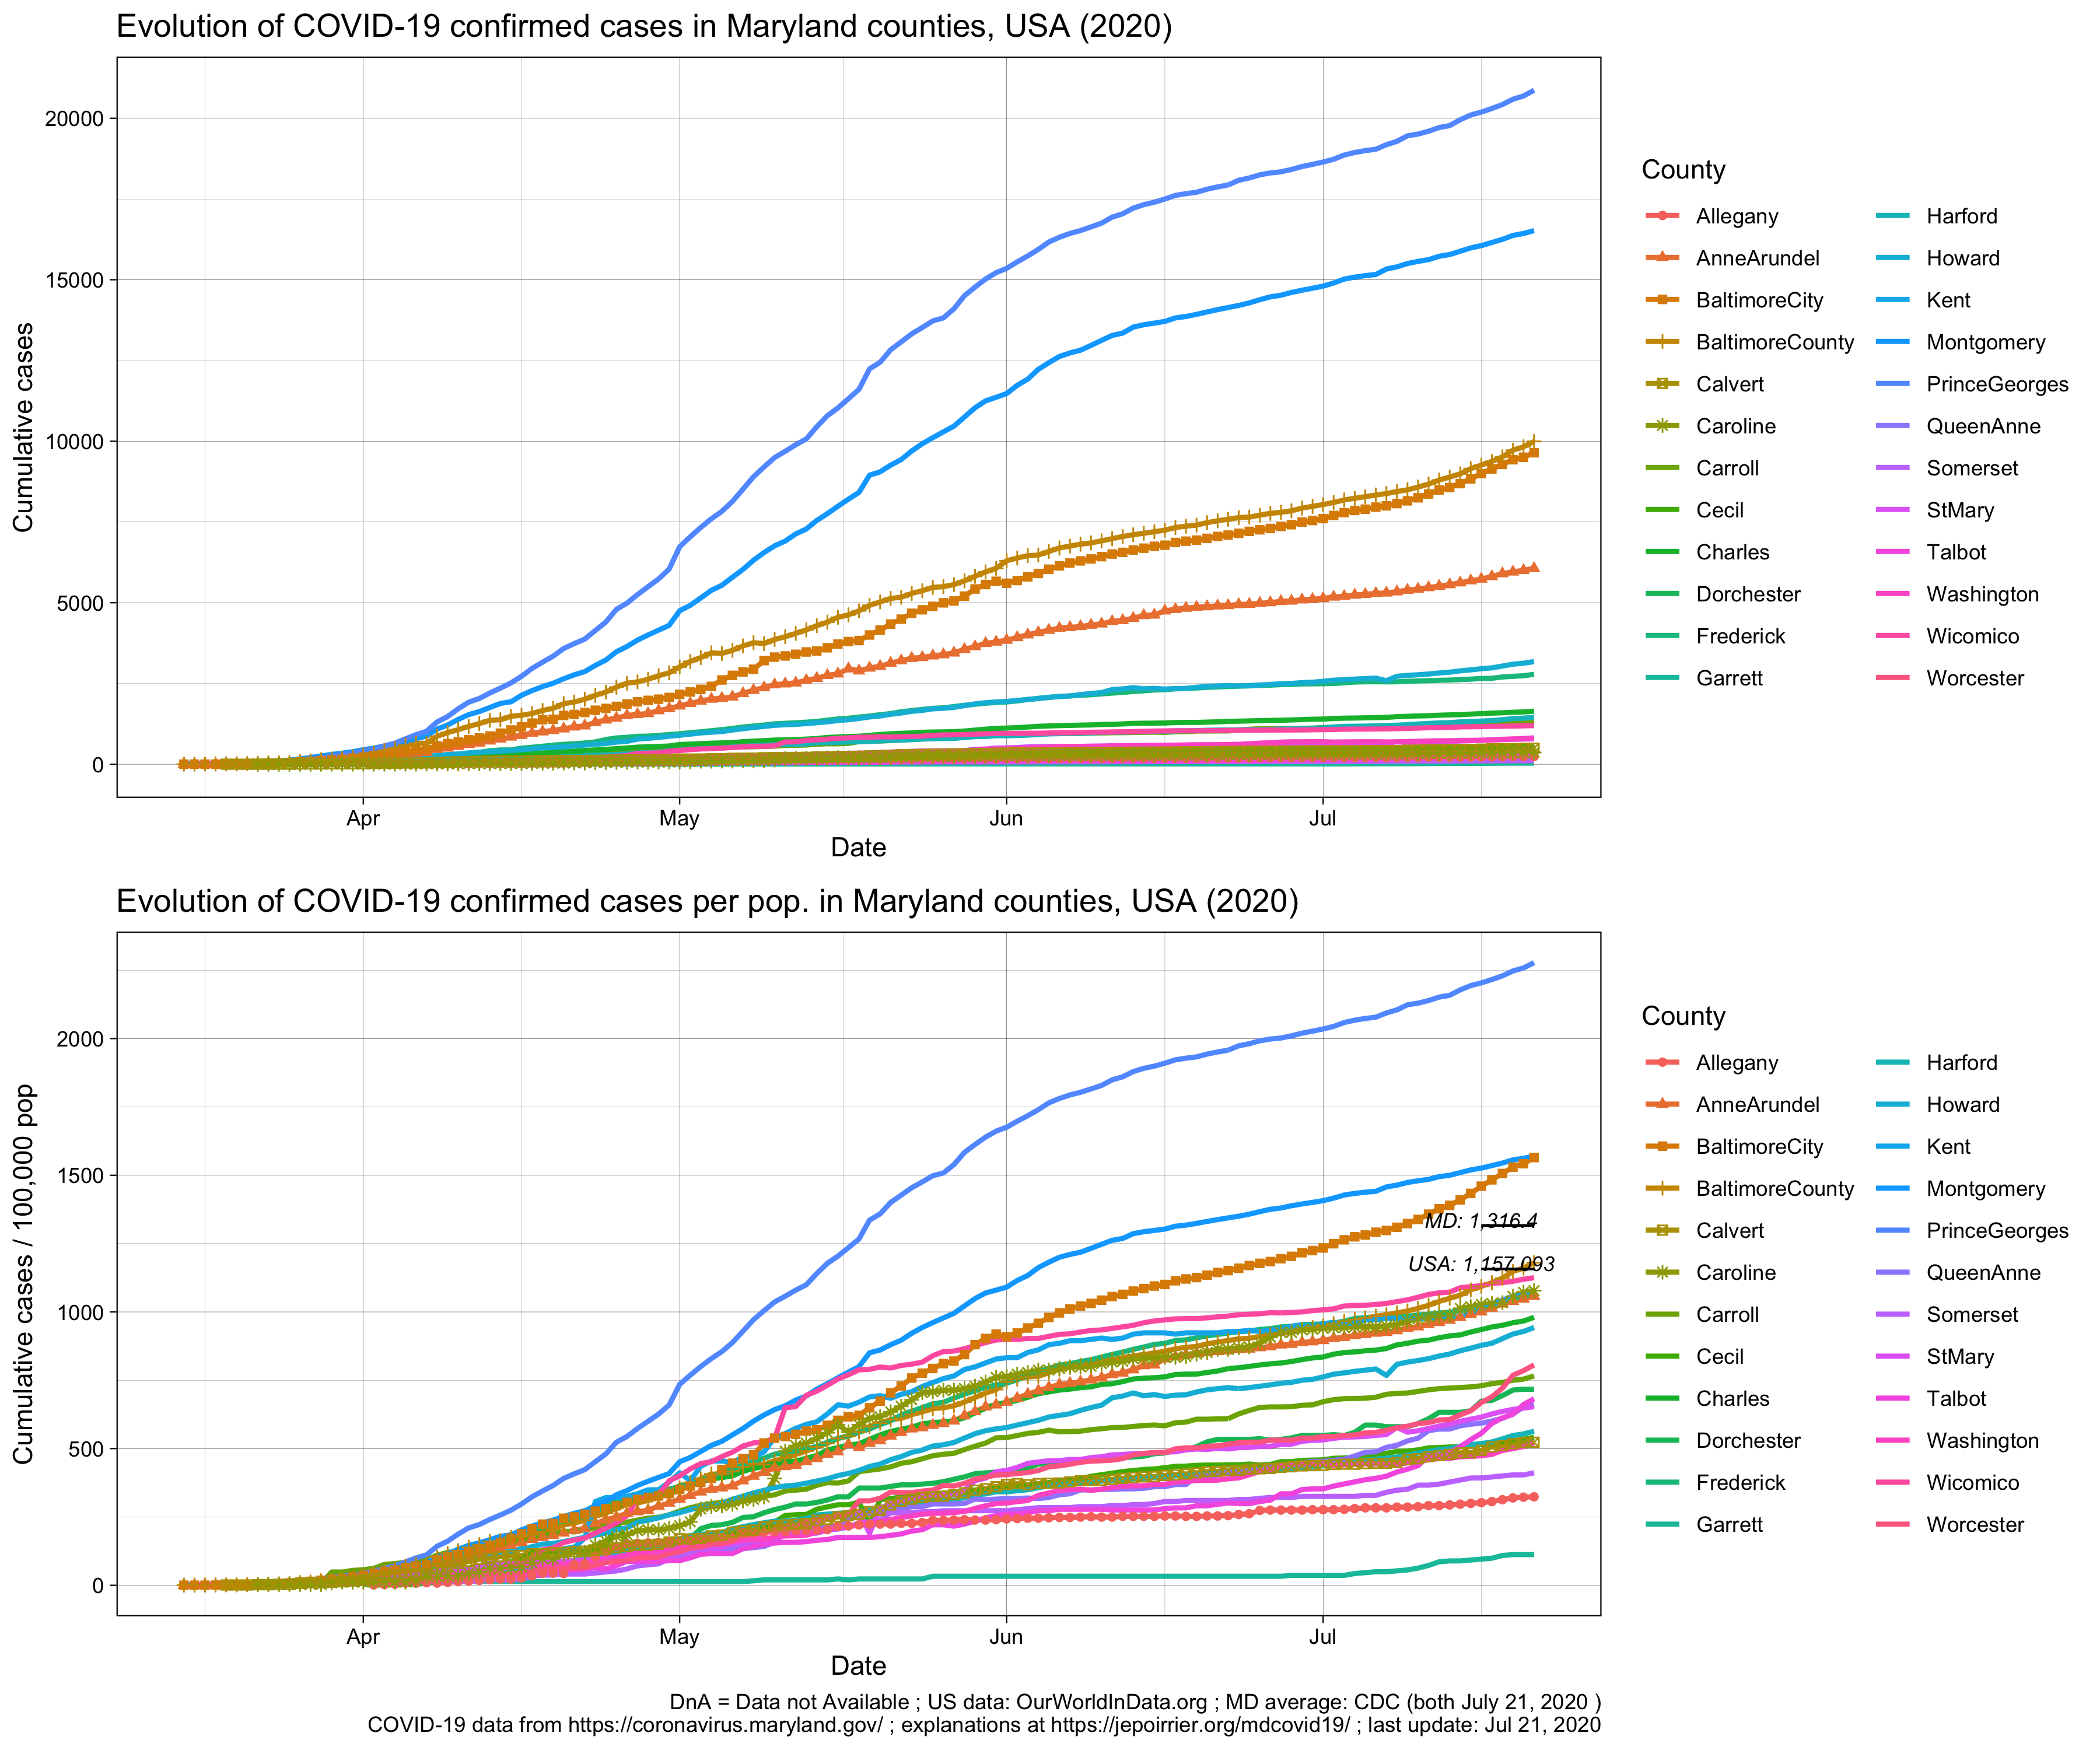 Evolution of COVID-19 confirmed cases in Maryland counties, USA (2020)
Cumulative cases
20000
15000
10000
5000
0
Apr
May
Jun
Jul
Date
County
Allegany
AnneArundel
BaltimoreCity
BaltimoreCounty
Calvert
Caroline
Carroll
Cecil
Charles
Dorchester
Frederick
Garrett
Harford
Howard
Kent
Montgomery
PrinceGeorges
QueenAnne
Somerset
StMary
Talbot
Washington
Wicomico
Worcester
Evolution of COVID-19 confirmed cases per pop. in Maryland counties, USA (2020)
Cumulative cases / 100,000 pop
2000
1500
1000
500
0
MD: 1,316.4
USA: 1,157.093
Apr
May
Jun
Jul
Date
County
Allegany
AnneArundel
BaltimoreCity
BaltimoreCounty
Calvert
Caroline
Carroll
Cecil
Charles
Dorchester
Frederick
Garrett
Harford
Howard
Kent
Montgomery
PrinceGeorges
QueenAnne
Somerset
StMary
Talbot
Washington
Wicomico
Worcester
DnA = Data not Available ; US data: OurWorldInData.org ; MD average: CDC (both July 21, 2020 )
COVID-19 data from https://coronavirus.maryland.gov/ ; explanations at https://jepoirrier.org/mdcovid19/ ; last update: Jul 21, 2020